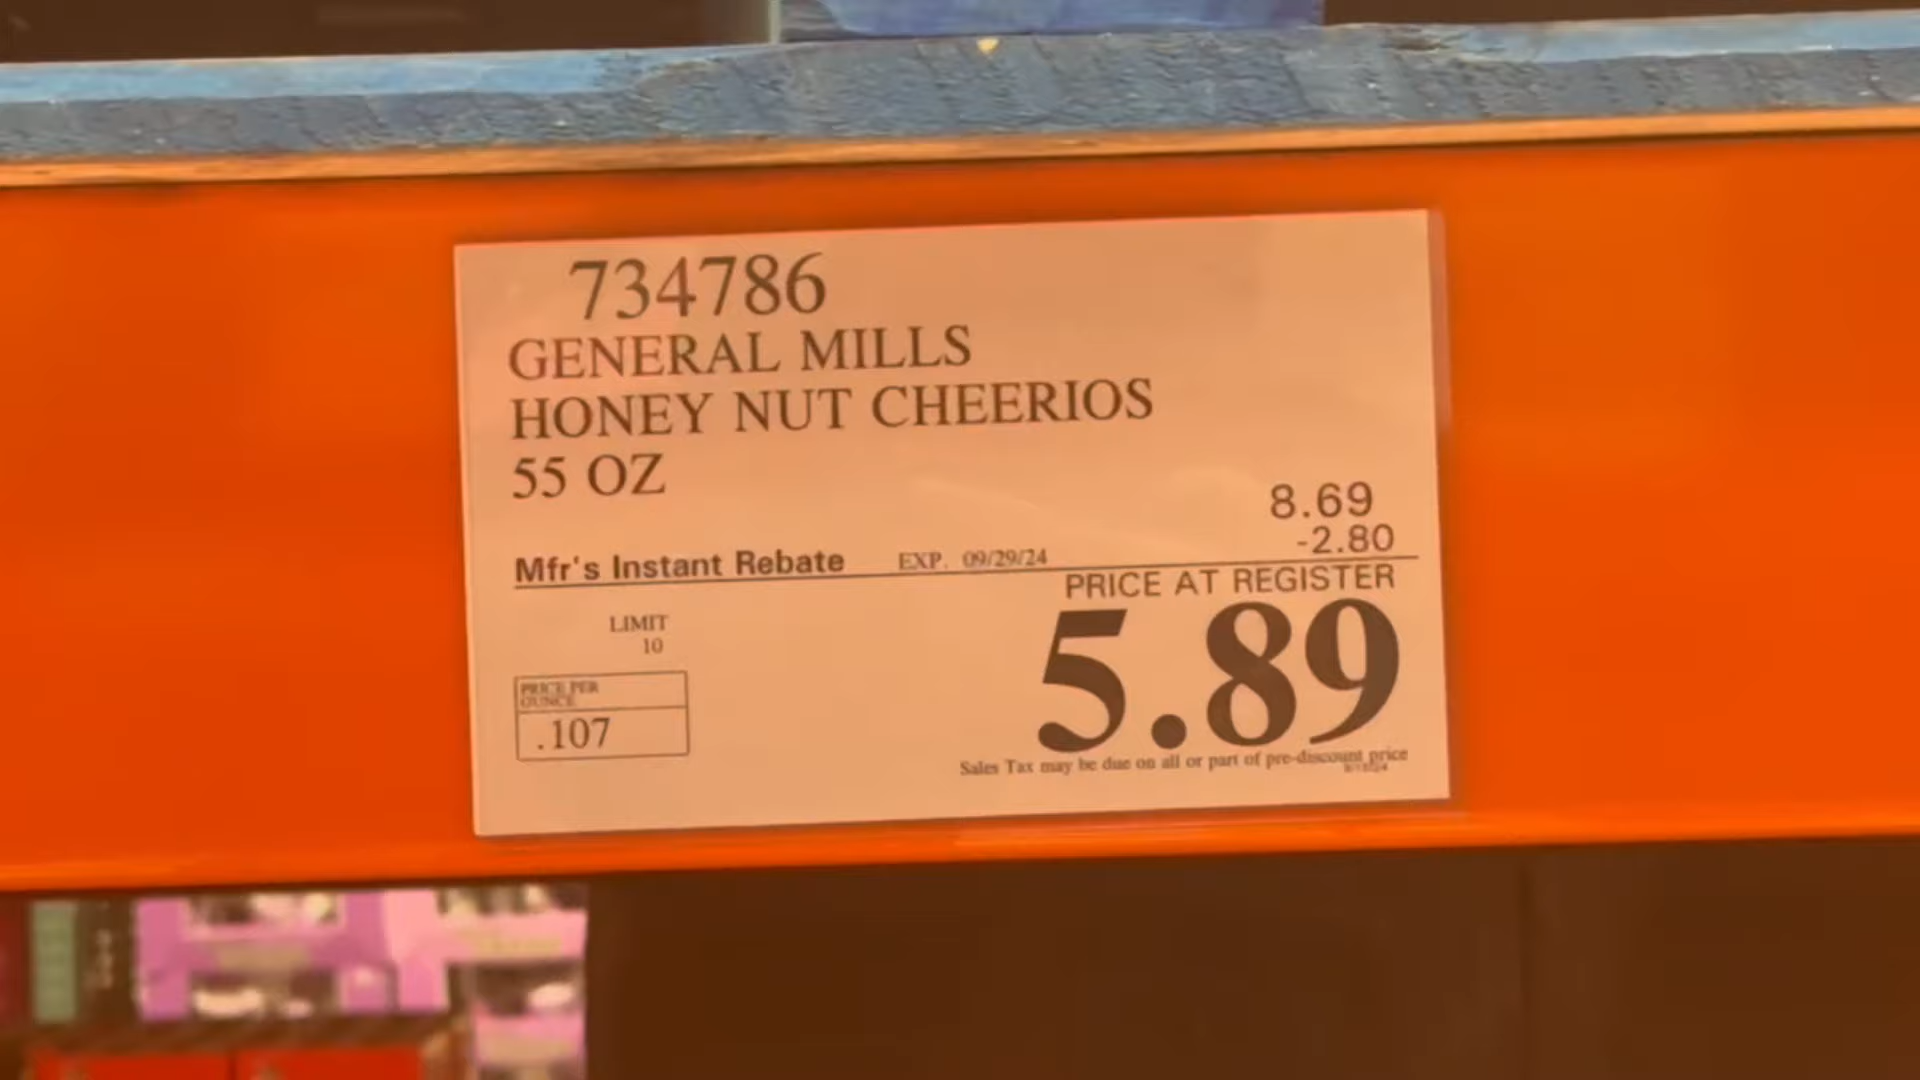 734786
GENERAL MILLS
HONEY NUT CHEERIOS
55 OZ
8.69
-2.80
Mfr's Instant Rebate EXP. 09/29/24
PRICE AT REGISTER
5.89
LIMIT
10
PRICE PER
OUNCE
.107
Sales Tax may be due on all or part of pre-discount price